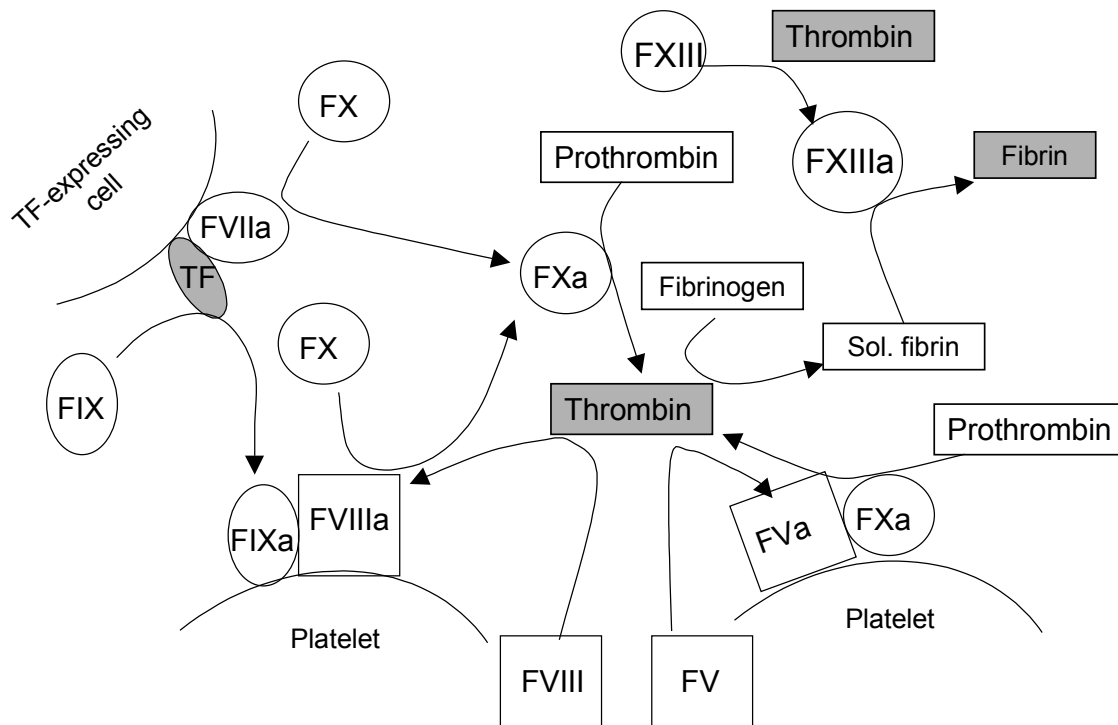 FXIII
Thrombin
FX
TF-expressing
cell
Prothrombin
FXIIIa
Fibrin
FVIIa
TF
FXa
Fibrinogen
FX
Sol. fibrin
FIX
Thrombin
Prothrombin
FIXa
FVIIIa
FVa
FXa
Platelet
Platelet
FVIII
FV